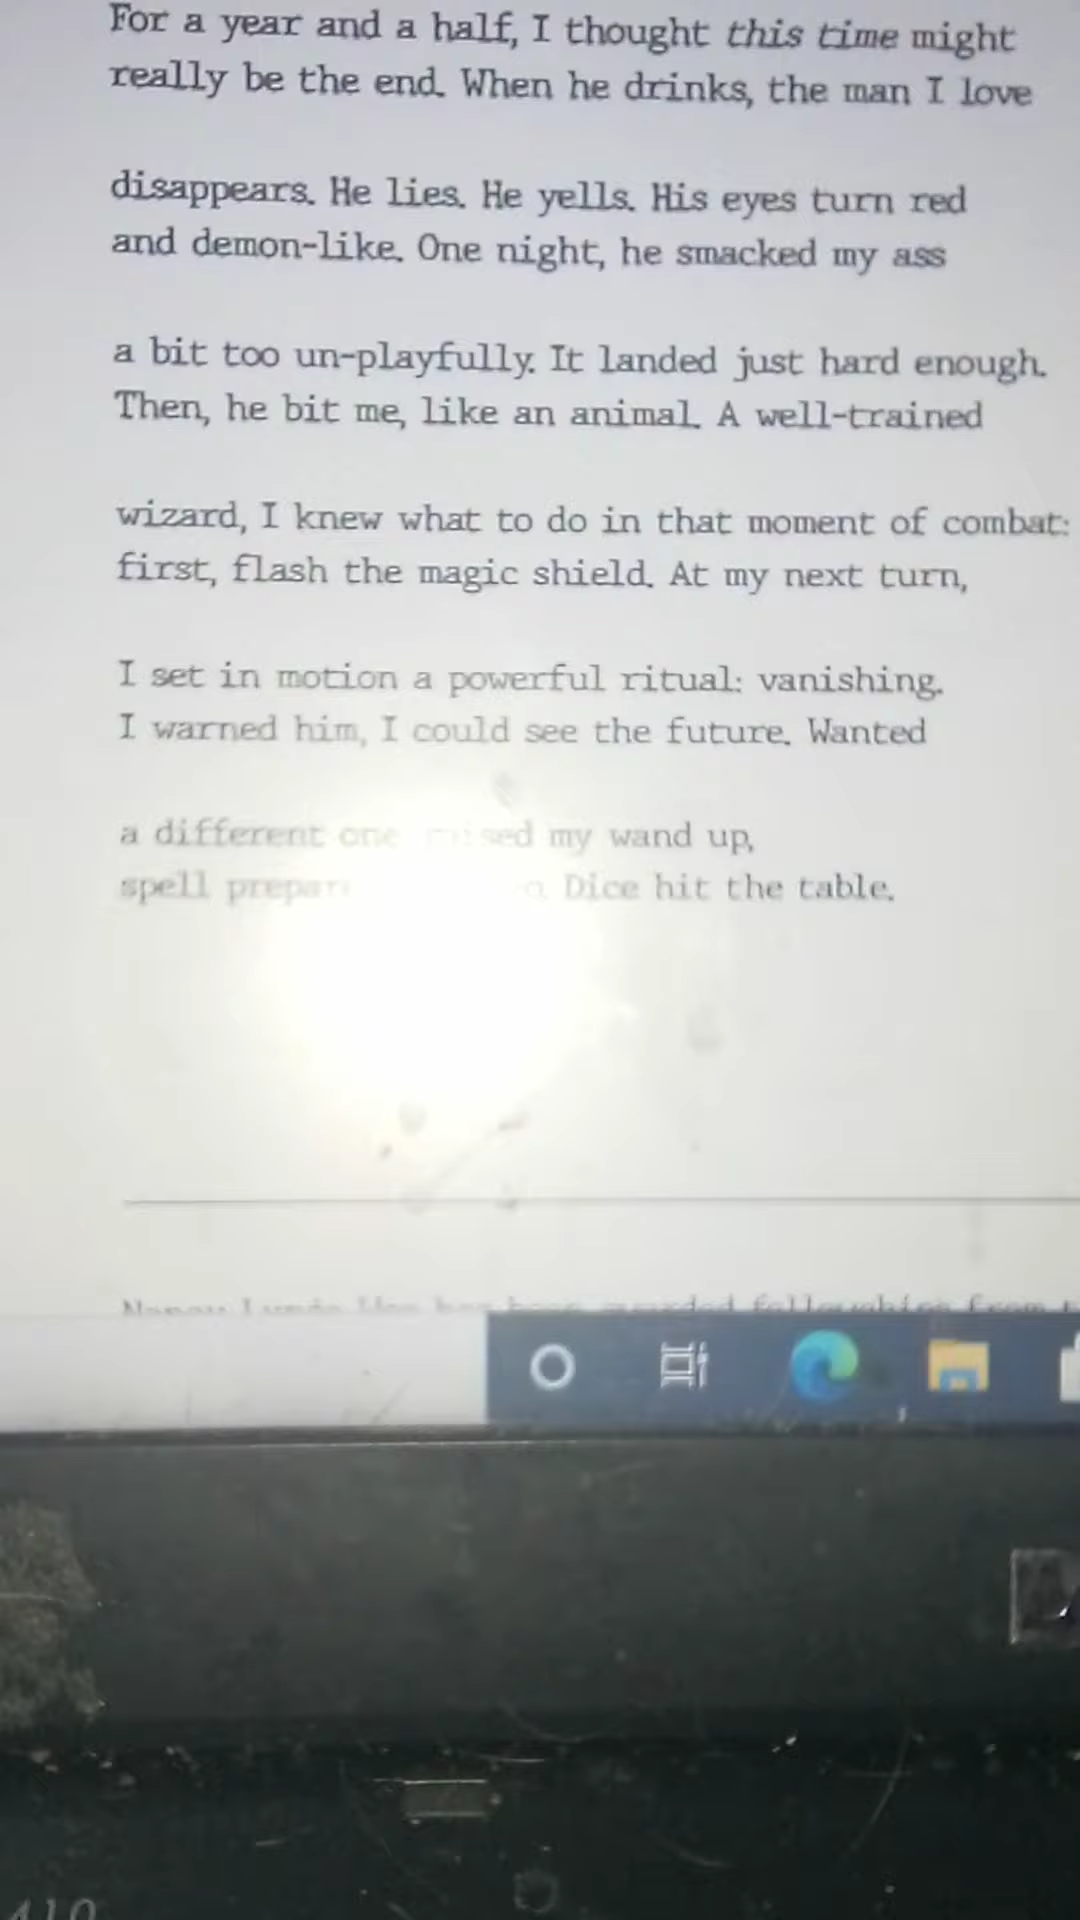 For a year and a half, I thought this time might
really be the end. When he drinks, the man I love
disappears. He lies. He yells. His eyes turn red
and demon-like. One night, he smacked my ass
a bit too un-playfully. It landed just hard enough.
Then, he bit me, like an animal. A well-trained
wizard, I knew what to do in that moment of combat:
first, flash the magic shield. At my next turn,
I set in motion a powerful ritual: vanishing.
I warned him, I could see the future. Wanted
a different one my wand up,
spell Dice hit the table.